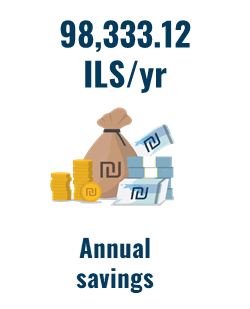 98,333.12
ILS/yr
₪
₪
₪
₪
Annual
savings